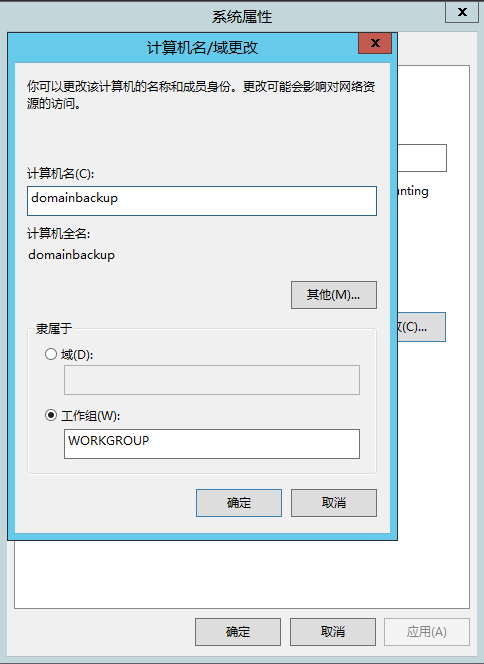 系统属性
计算机名/域更改
你可以更改该计算机的名称和成员身份。更改可能会影响对网络资
源的访问。
计算机名(C):
domainbackup
计算机全名:
domainbackup
其他(M)...
隶属于
域(D):
工作组(W):
WORKGROUP
确定
取消
unting
(C)...
确定
取消
应用(A)